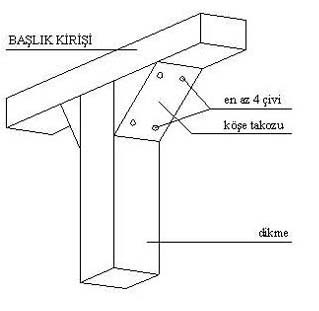 BAŞLIK KİRİŞİ
en az 4 çivi
köşe takozu
dikme